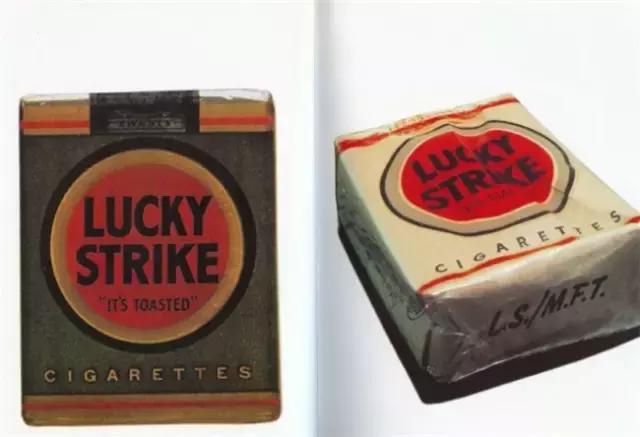 LUCKY
STRIKE
"IT'S TOASTED"
CIGARETTES
LUCKY
STRIKE
CIGARETTES
L.S./M.F.T.